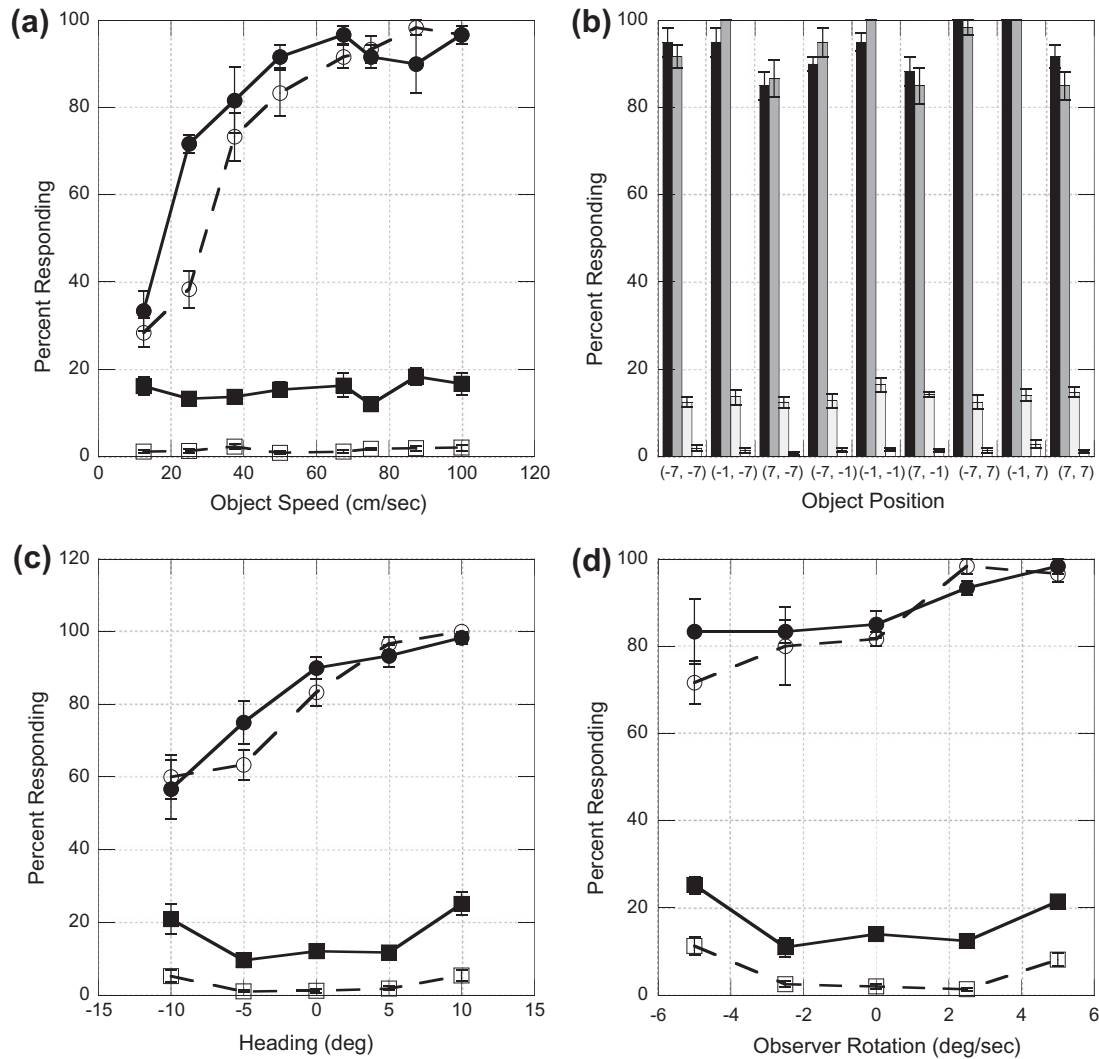 (a)
100
80
60
40
20
0
Percent Responding
0 20 40 60 80 100 120
Object Speed (cm/sec)
(b)
100
80
60
40
20
0
Percent Responding
(-7, -7) (-1, -7) (7, -7) (-7, -1) (-1, -1) (7, -1) (-7, 7) (-1, 7) (7, 7)
Object Position
(c)
120
100
80
60
40
20
0
Percent Responding
-15 -10 -5 0 5 10 15
Heading (deg)
(d)
100
80
60
40
20
0
Percent Responding
-6 -4 -2 0 2 4 6
Observer Rotation (deg/sec)